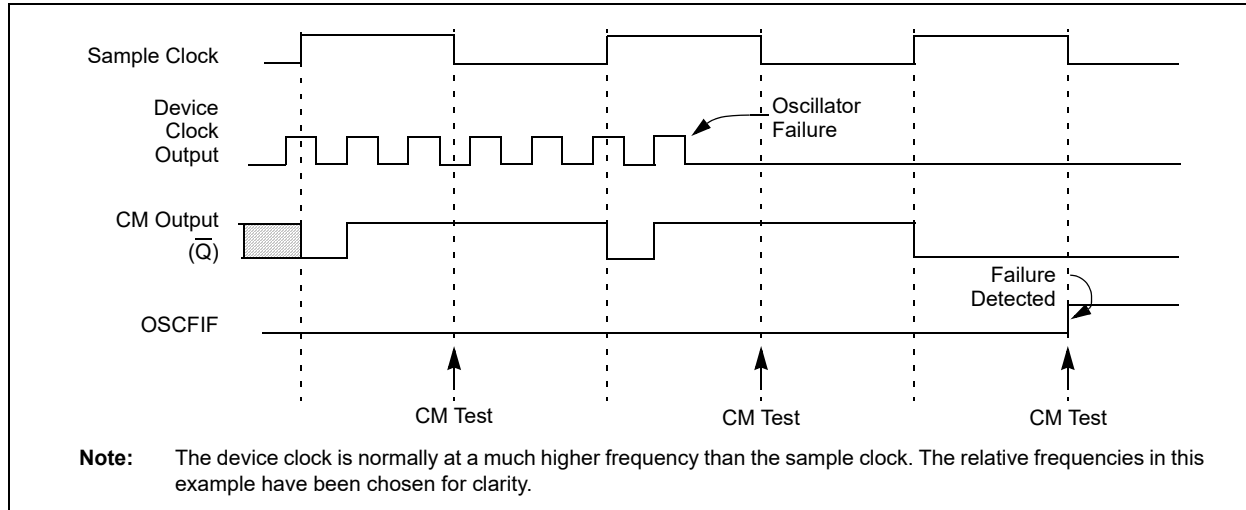 Sample Clock
Device
Clock
Output
Oscillator
Failure
CM Output
(Q̅)
Failure
Detected
OSCFIF
CM Test
CM Test
CM Test
Note: The device clock is normally at a much higher frequency than the sample clock. The relative frequencies in this
example have been chosen for clarity.